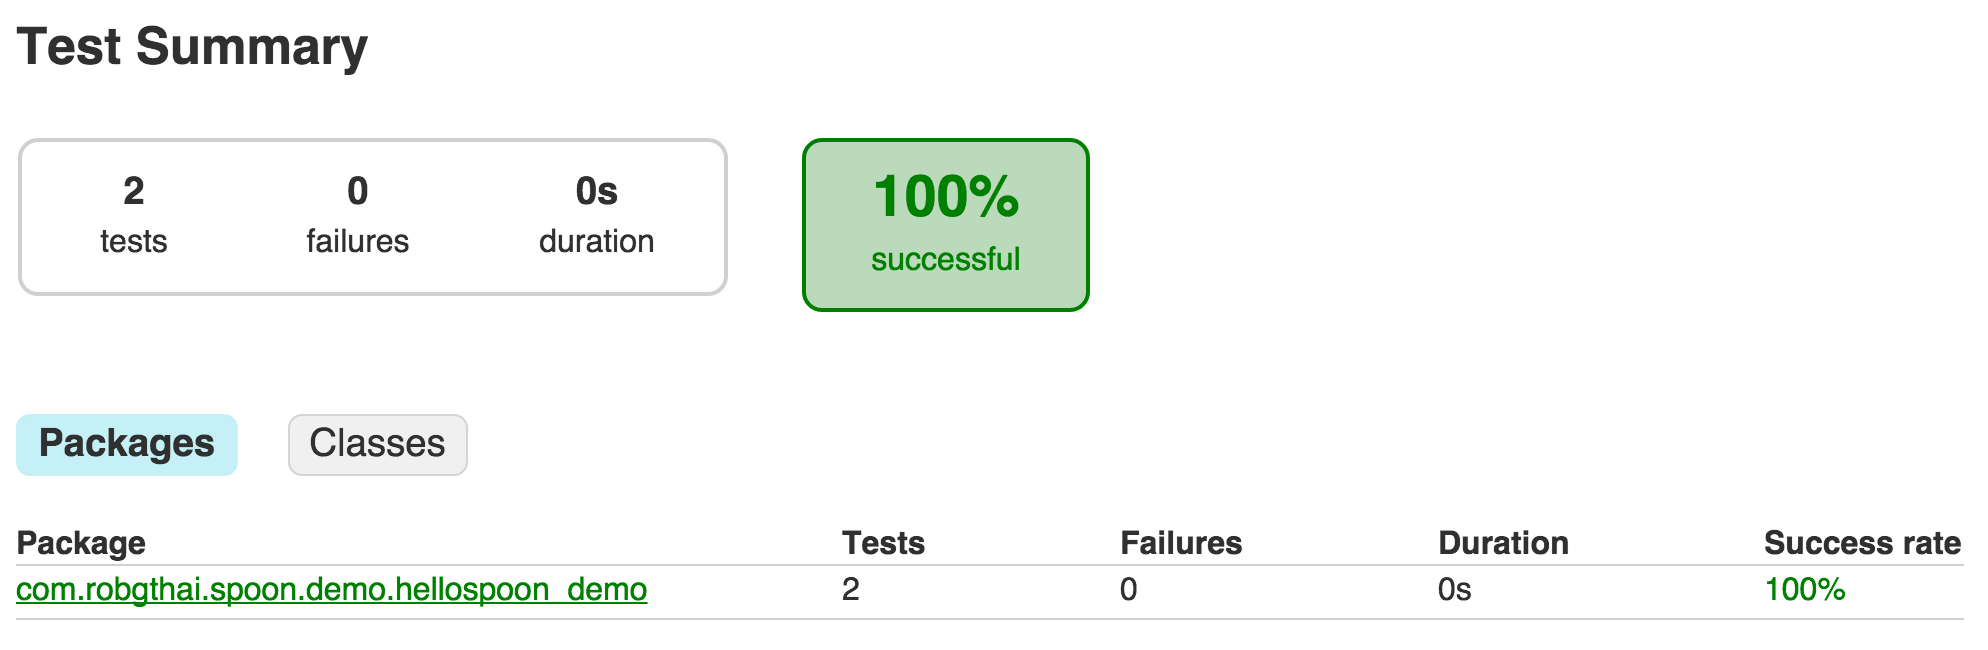 Test Summary
2 0 0s
tests failures duration
100%
successful
Packages Classes
Package Tests Failures Duration Success rate
com.robgthai.spoon.demo.hellospoon_demo 2 0 0s 100%